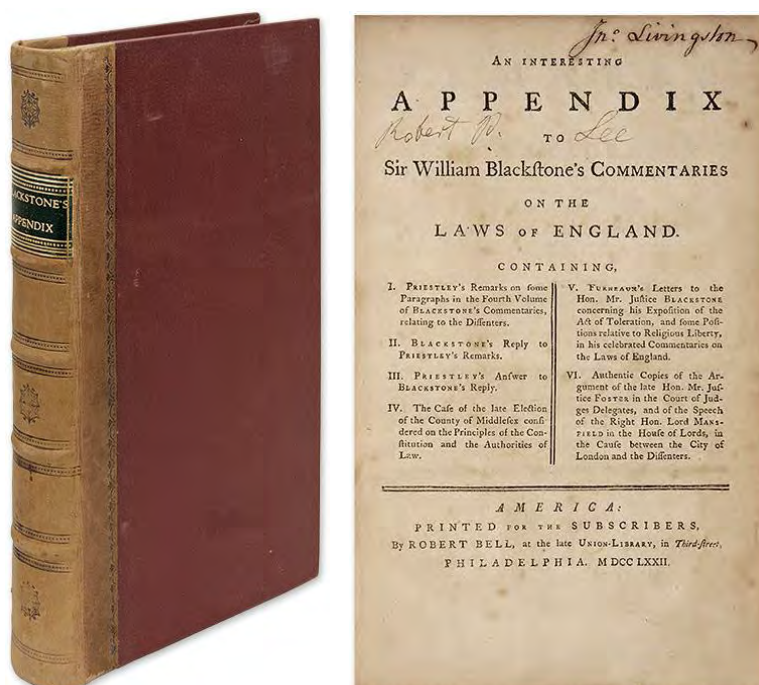 BLACKSTONE'S
APPENDIX
Jnº. Livingston
AN INTERESTING
APPENDIX
Robert P. Lee
TO
Sir William Blackſtone's COMMENTARIES
ON THE
LAWS OF ENGLAND.
CONTAINING,
I. PRIESTLEY's Remarks on ſome
Paragraphs in the Fourth Volume
of BLACKSTONE's Commentaries,
relating to the Diſſenters.
II. BLACKSTONE's Reply to
PRIESTLEY's Remarks.
III. PRIESTLEY's Anſwer to
BLACKSTONE's Reply.
IV. The Caſe of the late Election
of the County of Middleſex conſi
dered on the Principles of the Con-
ſtitution and the Authorities of
Law.
V. FURNEAUX's Letters to the
Hon. Mr. Juſtice BLACKSTONE
concerning his Expoſition of the
Act of Toleration, and ſome Poſi-
tions relative to Religious Liberty,
in his celebrated Commentaries on
the Laws of England.
VI. Authentic Copies of the Ar-
gument of the late Hon. Mr. Juſ-
tice FOSTER in the Court of Jud-
ges Delegates, and of the Speech
of the Right Hon. Lord MANS-
FIELD in the Houſe of Lords, in
the Cauſe between the City of
London and the Diſſenters.
AMERICA:
PRINTED FOR THE SUBSCRIBERS,
By ROBERT BELL, at the late UNION-LIBRARY, in Third-ſtreet,
PHILADELPHIA. MDCCLXXII.